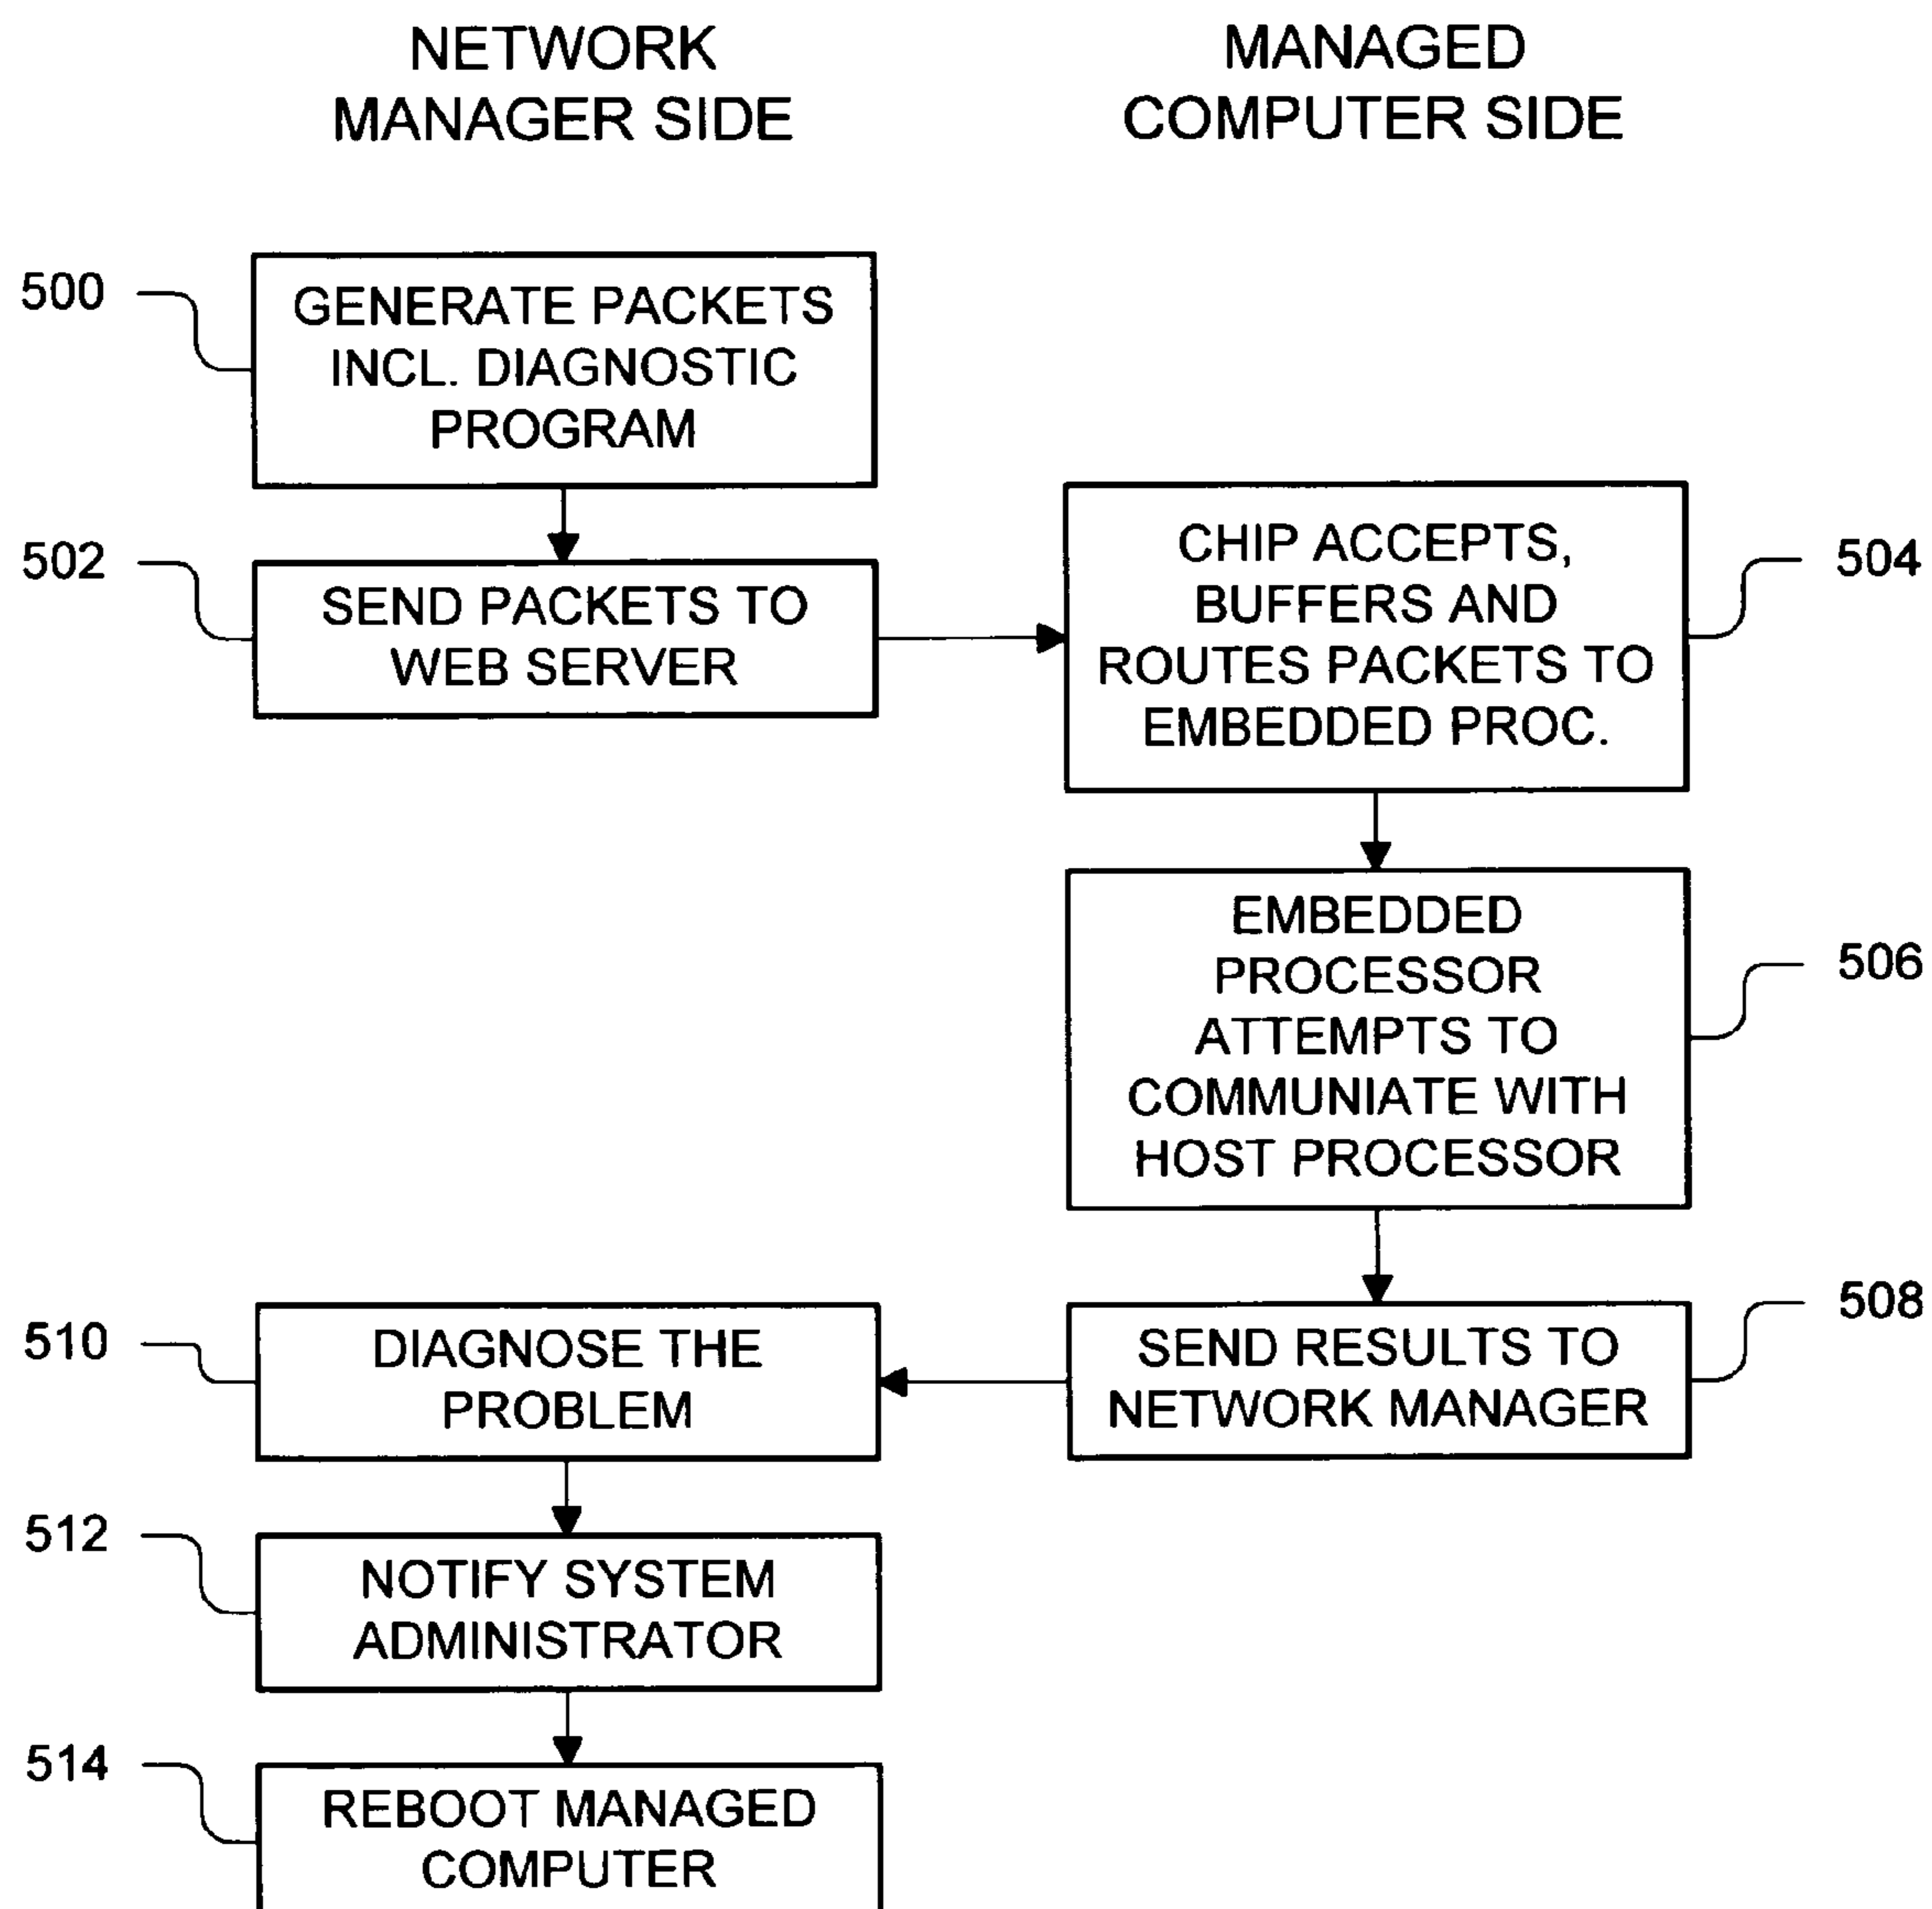 NETWORK
MANAGER SIDE
MANAGED
COMPUTER SIDE
500
GENERATE PACKETS
INCL. DIAGNOSTIC
PROGRAM
502
SEND PACKETS TO
WEB SERVER
CHIP ACCEPTS,
BUFFERS AND
ROUTES PACKETS TO
EMBEDDED PROC.
504
EMBEDDED
PROCESSOR
ATTEMPTS TO
COMMUNIATE WITH
HOST PROCESSOR
506
SEND RESULTS TO
NETWORK MANAGER
508
510
DIAGNOSE THE
PROBLEM
512
NOTIFY SYSTEM
ADMINISTRATOR
514
REBOOT MANAGED
COMPUTER